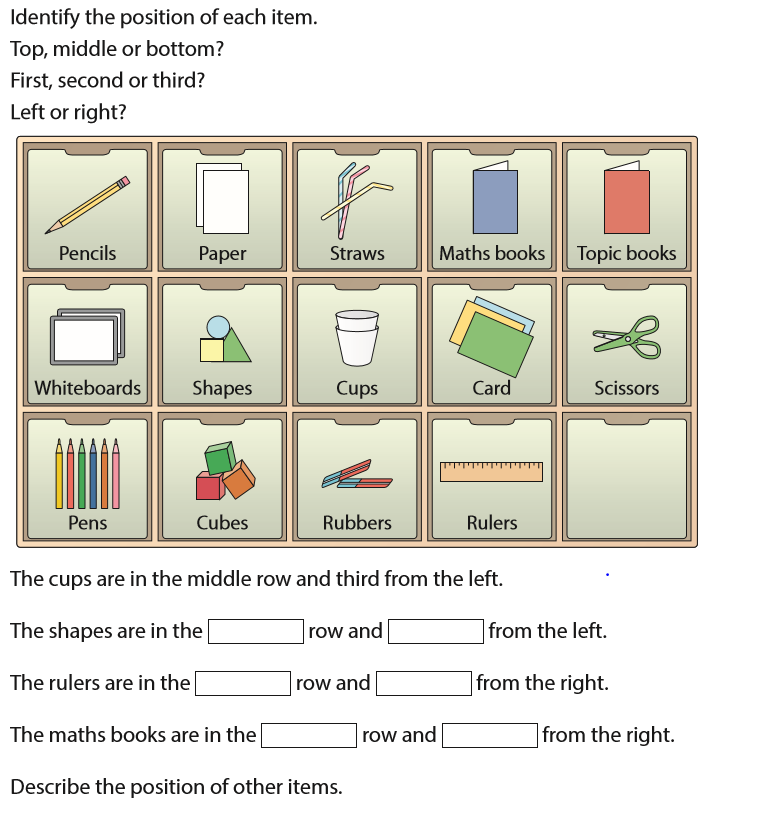 Identify the position of each item.
Top, middle or bottom?
First, second or third?
Left or right?
Pencils Paper Straws Maths books Topic books
Whiteboards Shapes Cups Card Scissors
Pens Cubes Rubbers Rulers
The cups are in the middle row and third from the left.
The shapes are in the row and from the left.
The rulers are in the row and from the right.
The maths books are in the row and from the right.
Describe the position of other items.